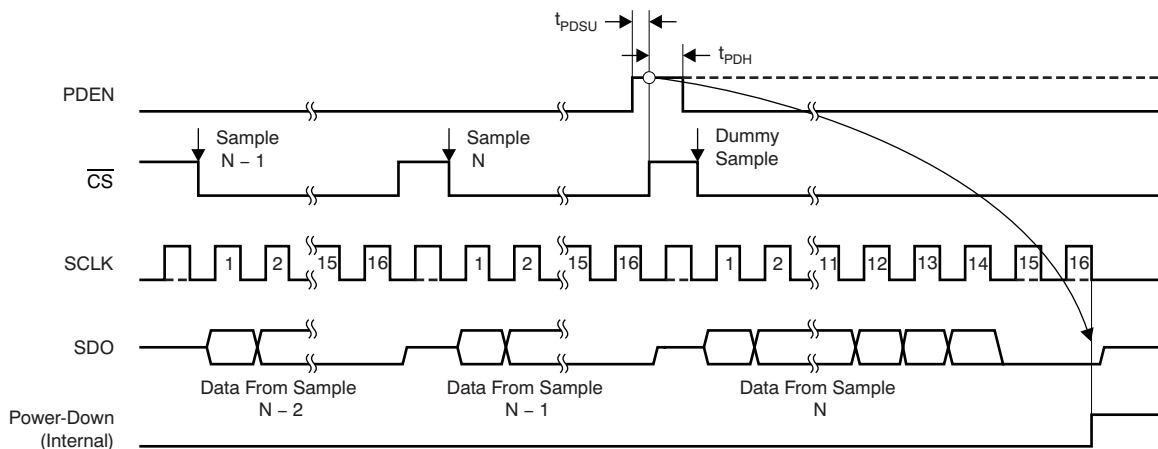 tPDSU
tPDH
PDEN
Sample
N – 1
Sample
N
Dummy
Sample
CS
SCLK
1 2 15 16 1 2 15 16 1 2 11 12 13 14 15 16
SDO
Data From Sample
N – 2
Data From Sample
N – 1
Data From Sample
N
Power-Down
(Internal)